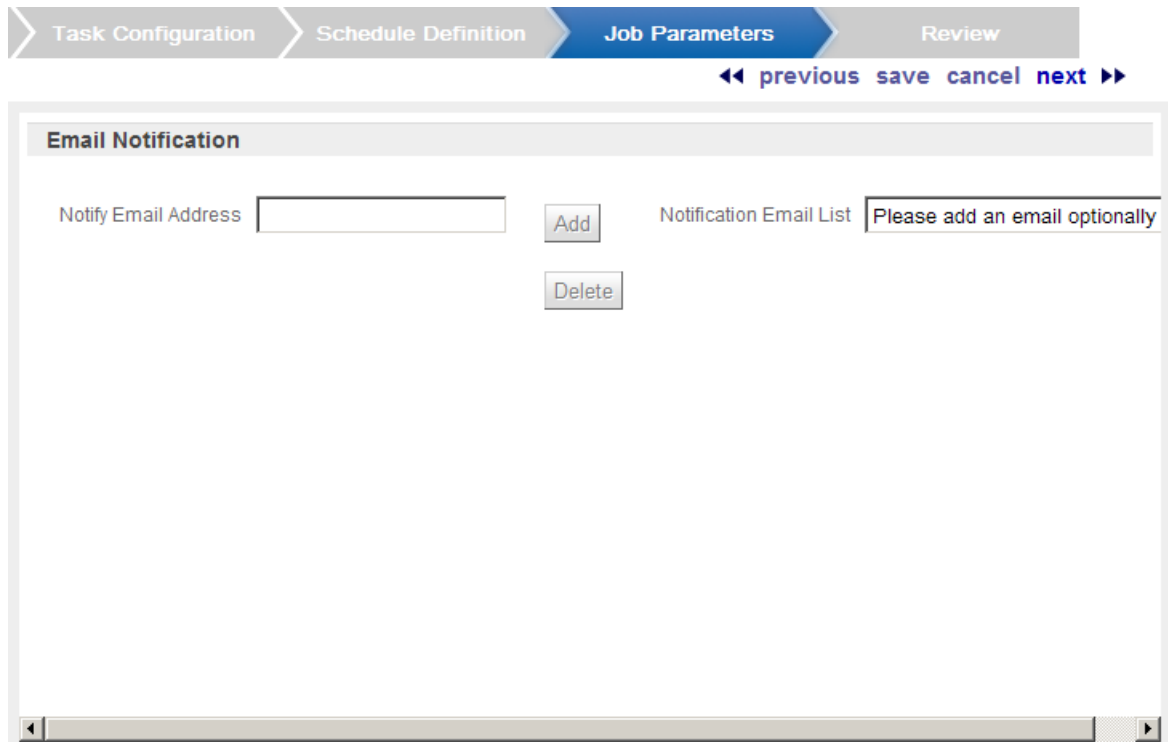 Task Configuration Schedule Definition Job Parameters Review
previous save cancel next
Email Notification
Notify Email Address Add Notification Email List Please add an email optionally
Delete